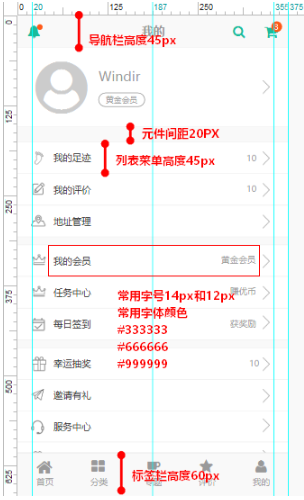 0 20 125 187 250 355 375
我的
3
导航栏高度45px
Windir
黄金会员
125
元件间距20PX
我的足迹 10
列表菜单高度45px
我的评价 10
地址管理
250
我的会员 黄金会员
任务中心 赚优币
常用字号14px和12px
375
常用字体颜色
每日签到 获奖励
#333333
#666666
#999999
幸运抽奖 10
500
邀请有礼
服务中心
标签栏高度60px
625
首页 分类 评价 我的